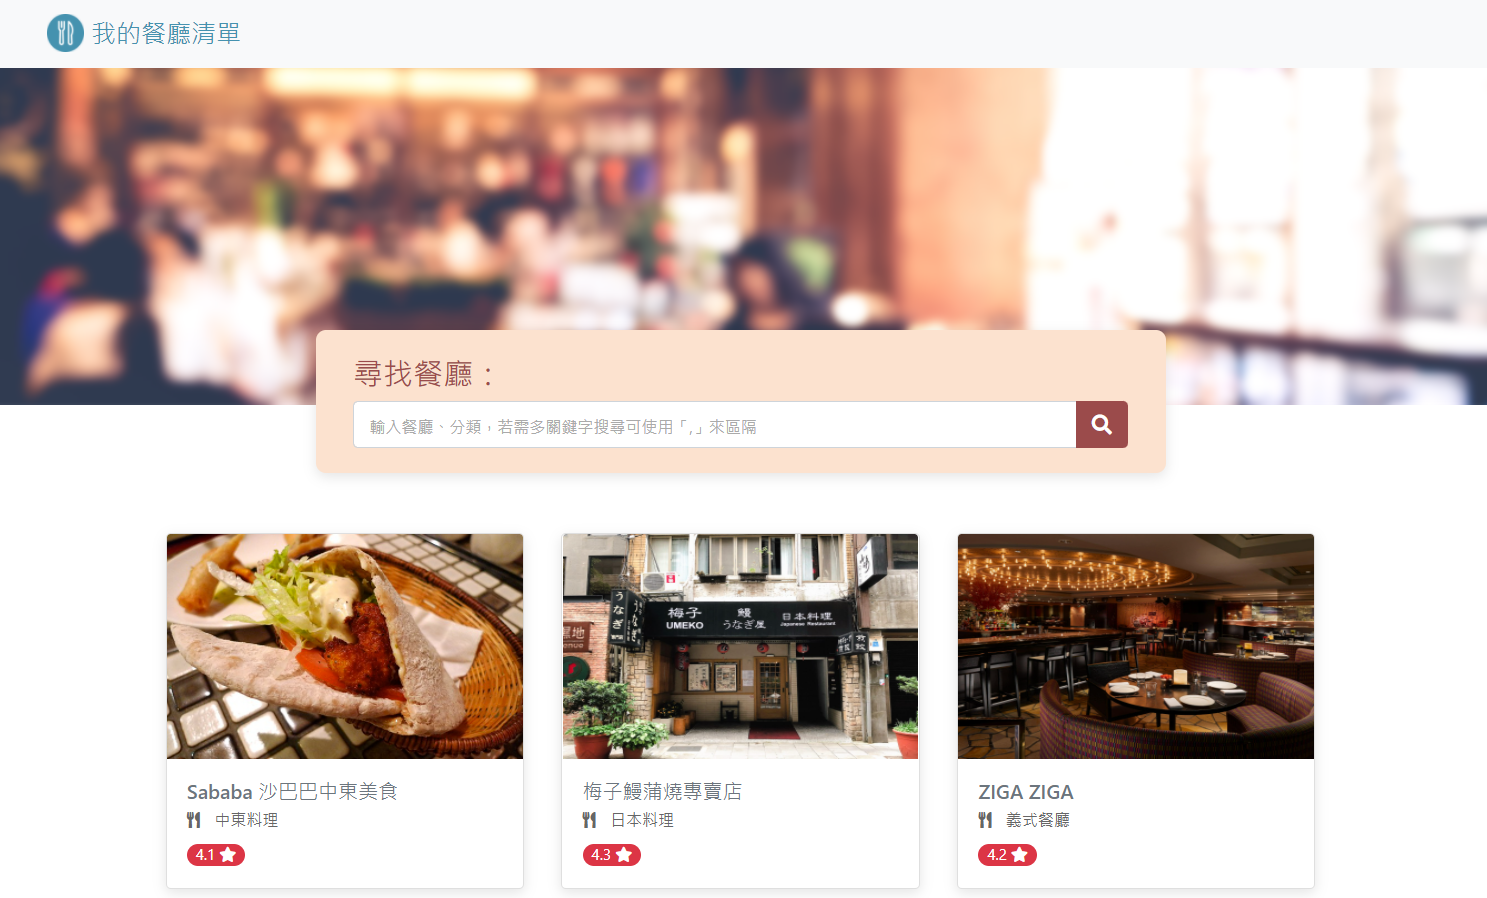 我的餐廳清單
尋找餐廳：
輸入餐廳、分類，若需多關鍵字搜尋可使用「,」來區隔
うなぎ
梅子
UMEKO
鰻
うなぎ屋
日本料理
Japanese Restaurant
Sababa 沙巴巴中東美食
中東料理
4.1
梅子鰻蒲燒專賣店
日本料理
4.3
ZIGA ZIGA
義式餐廳
4.2